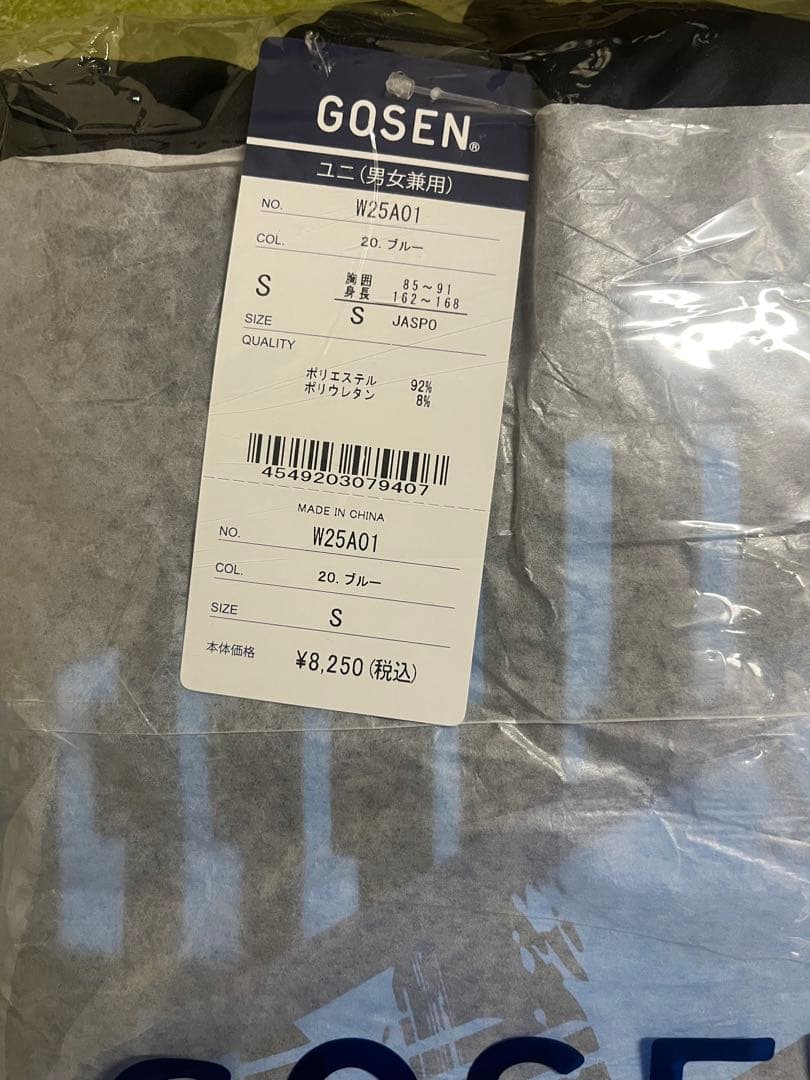 GOSEN®
ユニ(男女兼用)
NO. W25A01
COL. 20. ブルー
S 胸囲 85～91
身長 162～168
SIZE S JASPO
QUALITY
ポリエステル 92%
ポリウレタン 8%
4549203079407
MADE IN CHINA
NO. W25A01
COL. 20. ブルー
SIZE S
本体価格 ¥8,250(税込)
GOSE